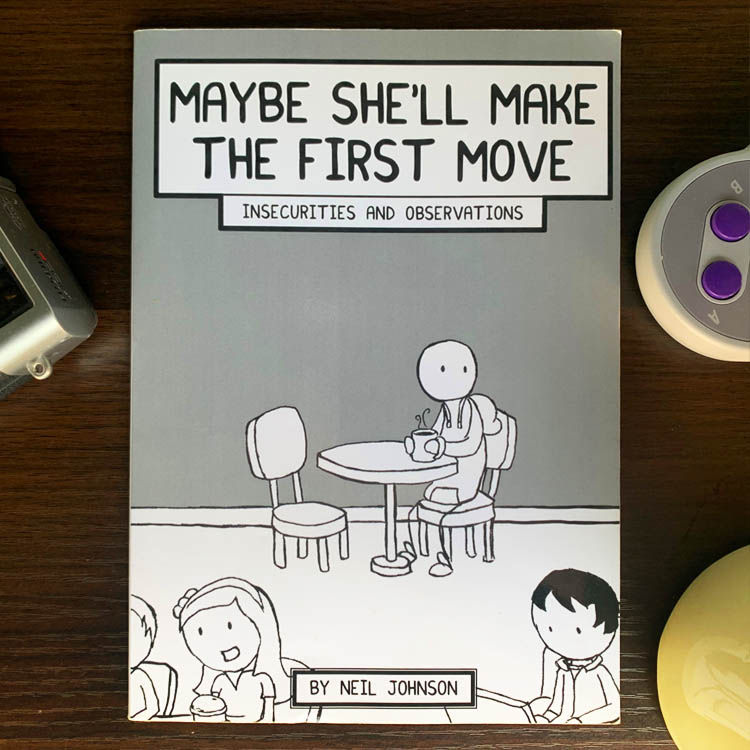 MAYBE SHE'LL MAKE
THE FIRST MOVE
INSECURITIES AND OBSERVATIONS
BY NEIL JOHNSON
B
A